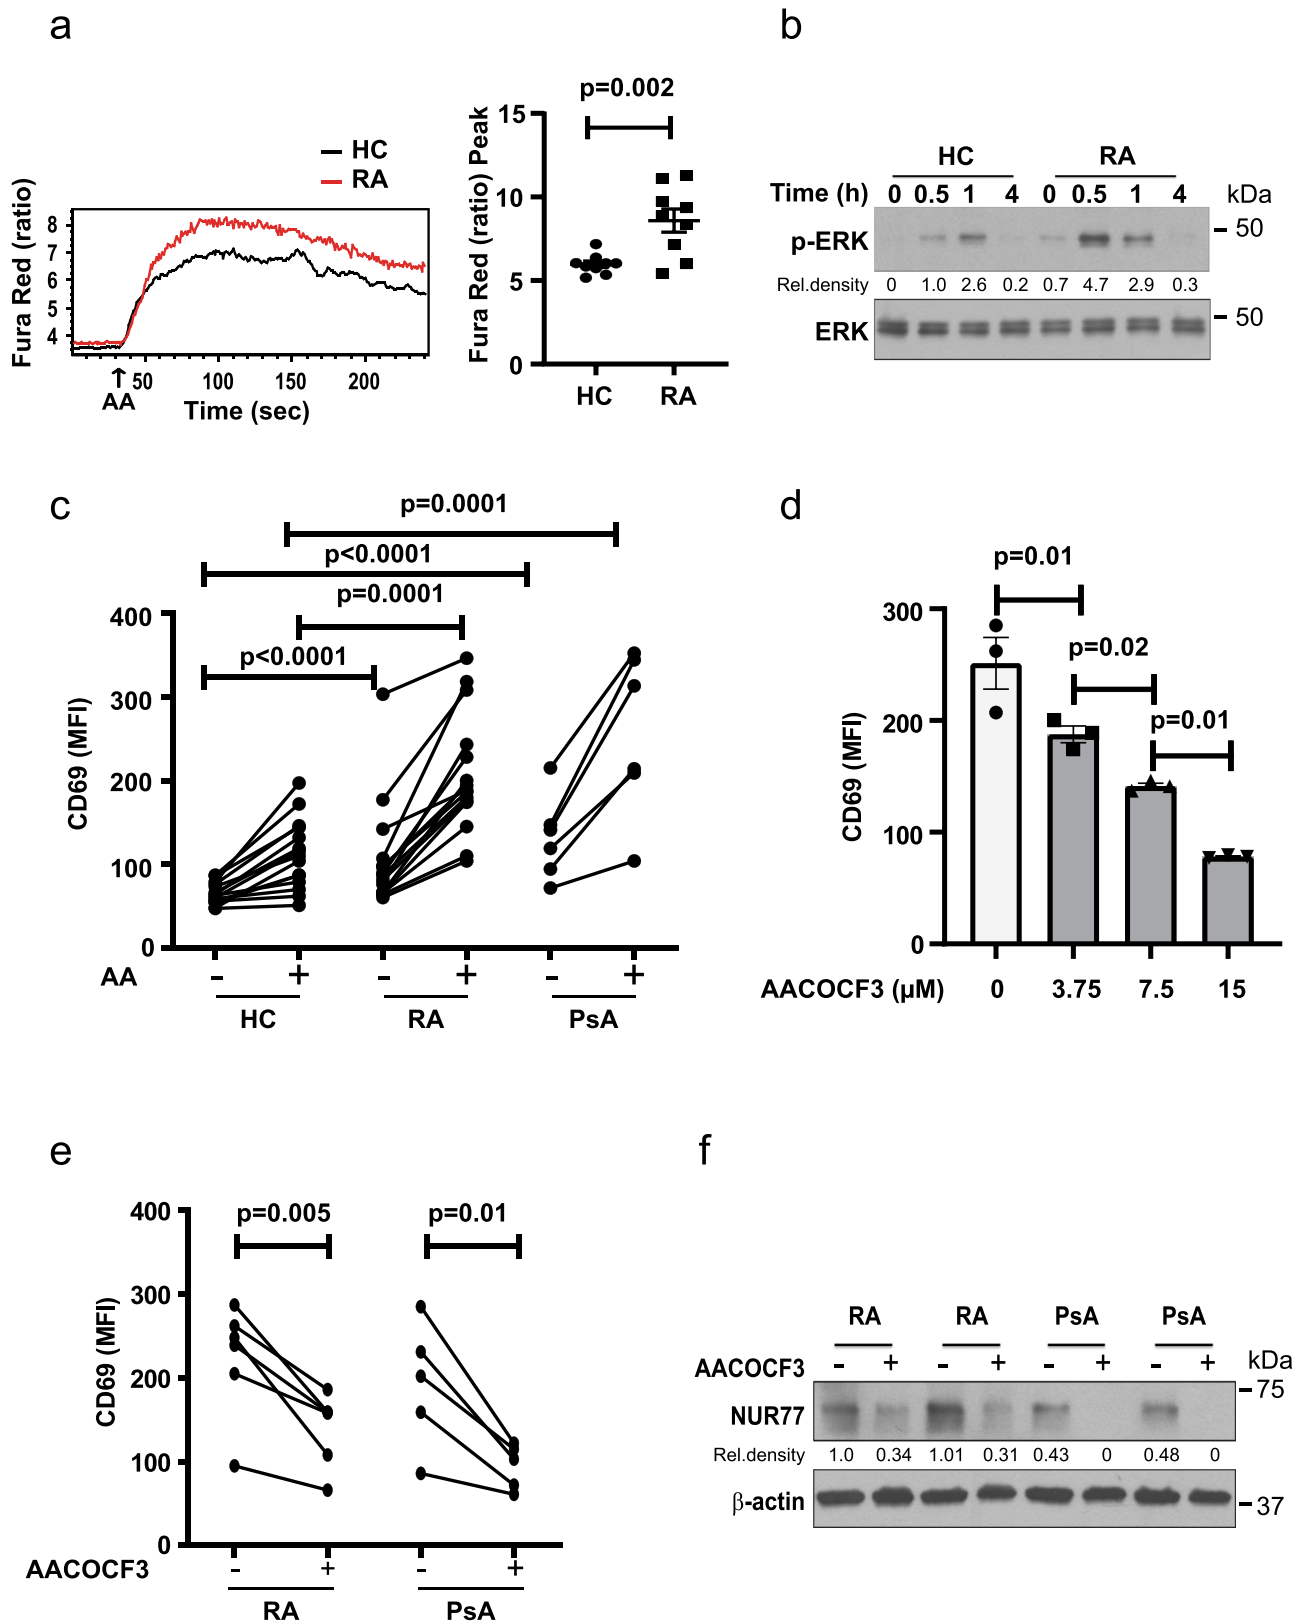 a
HC
RA
Fura Red (ratio)
8
7
6
5
4
50 100 150 200
↑
AA
Time (sec)
p=0.002
Fura Red (ratio) Peak
15
10
5
0
HC RA
b
HC RA
Time (h) 0 0.5 1 4 0 0.5 1 4 kDa
p-ERK
50
Rel.density 0 1.0 2.6 0.2 0.7 4.7 2.9 0.3
ERK
50
c
p=0.0001
p<0.0001
p=0.0001
p<0.0001
CD69 (MFI)
400
300
200
100
0
AA - + - + - +
HC RA PsA
d
p=0.01
p=0.02
p=0.01
CD69 (MFI)
300
200
100
0
AACOCF3 (µM) 0 3.75 7.5 15
e
p=0.005 p=0.01
CD69 (MFI)
400
300
200
100
0
AACOCF3 - + - +
RA PsA
f
RA RA PsA PsA
AACOCF3 - + - + - + - + kDa
75
NUR77
Rel.density 1.0 0.34 1.01 0.31 0.43 0 0.48 0
β-actin
37